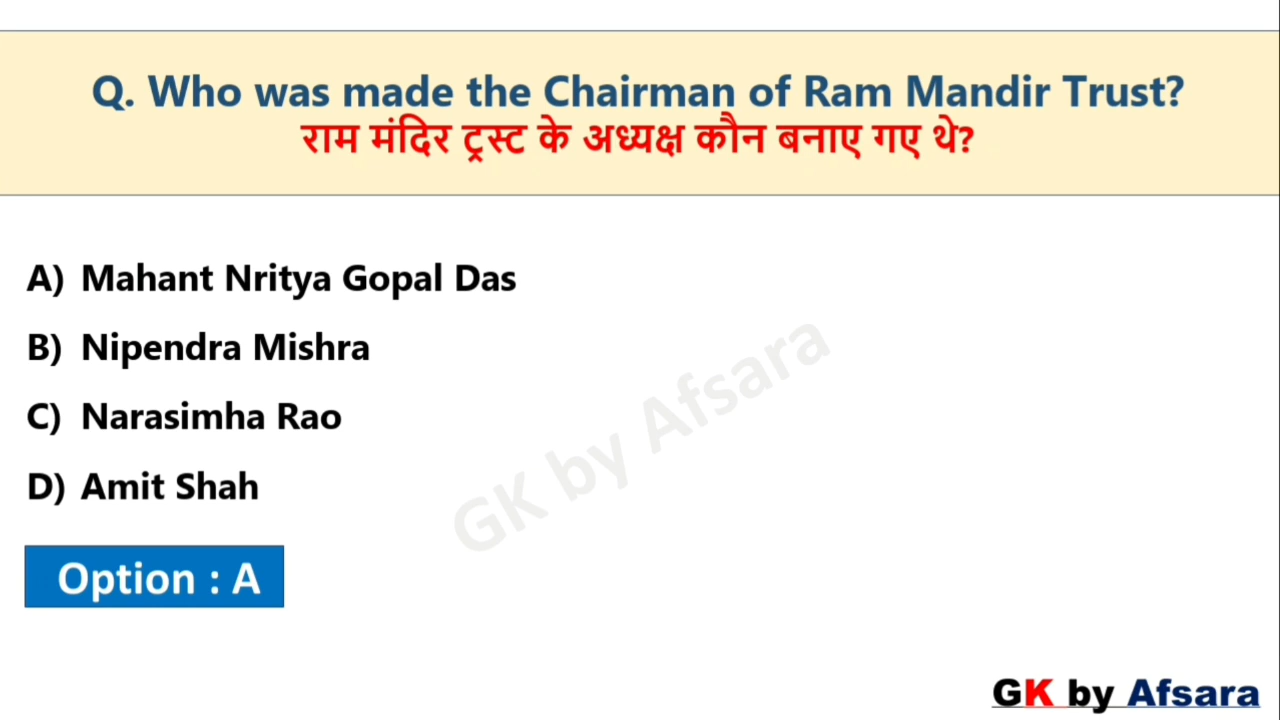 Q. Who was made the Chairman of Ram Mandir Trust?
राम मंदिर ट्रस्ट के अध्यक्ष कौन बनाए गए थे?
A) Mahant Nritya Gopal Das
B) Nipendra Mishra
C) Narasimha Rao
D) Amit Shah
GK by Afsara
Option : A
GK by Afsara